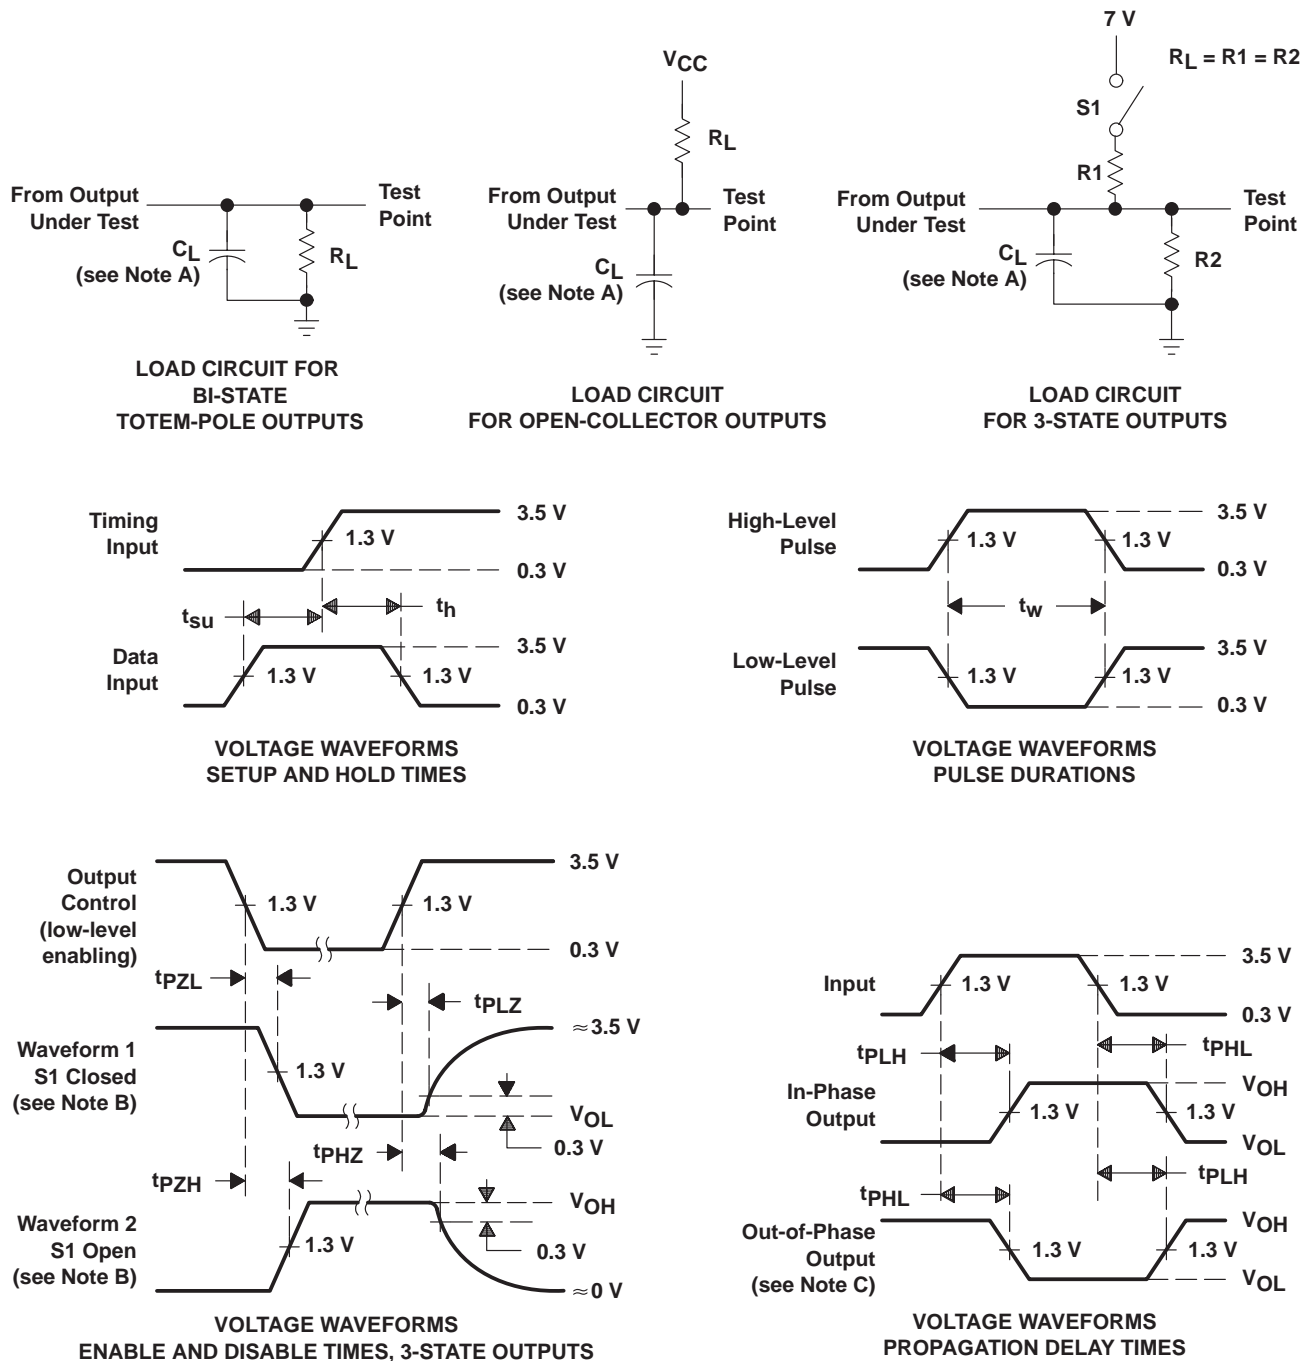 From Output
Under Test
Test
Point
CL
(see Note A)
RL
LOAD CIRCUIT FOR
BI-STATE
TOTEM-POLE OUTPUTS
VCC
RL
From Output
Under Test
Test
Point
CL
(see Note A)
LOAD CIRCUIT
FOR OPEN-COLLECTOR OUTPUTS
7 V
RL = R1 = R2
S1
R1
From Output
Under Test
Test
Point
CL
(see Note A)
R2
LOAD CIRCUIT
FOR 3-STATE OUTPUTS
Timing
Input
1.3 V
3.5 V
0.3 V
tsu
th
Data
Input
1.3 V
1.3 V
3.5 V
0.3 V
VOLTAGE WAVEFORMS
SETUP AND HOLD TIMES
High-Level
Pulse
1.3 V
1.3 V
3.5 V
0.3 V
tw
Low-Level
Pulse
1.3 V
1.3 V
3.5 V
0.3 V
VOLTAGE WAVEFORMS
PULSE DURATIONS
Output
Control
(low-level
enabling)
1.3 V
1.3 V
3.5 V
0.3 V
tPZL
tPLZ
Waveform 1
S1 Closed
(see Note B)
1.3 V
≈3.5 V
VOL
0.3 V
tPHZ
tPZH
Waveform 2
S1 Open
(see Note B)
1.3 V
VOH
0.3 V
≈0 V
VOLTAGE WAVEFORMS
ENABLE AND DISABLE TIMES, 3-STATE OUTPUTS
Input
1.3 V
1.3 V
3.5 V
0.3 V
tPLH
tPHL
In-Phase
Output
1.3 V
1.3 V
VOH
VOL
tPHL
tPLH
Out-of-Phase
Output
(see Note C)
1.3 V
1.3 V
VOH
VOL
VOLTAGE WAVEFORMS
PROPAGATION DELAY TIMES